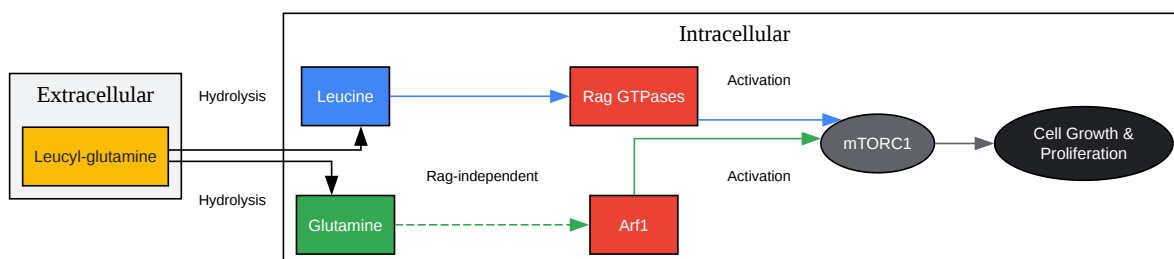 Intracellular
Extracellular
Hydrolysis
Leucine
Rag GTPases
Activation
Leucyl-glutamine
mTORC1
Cell Growth &
Proliferation
Hydrolysis
Rag-independent
Activation
Glutamine
Arf1